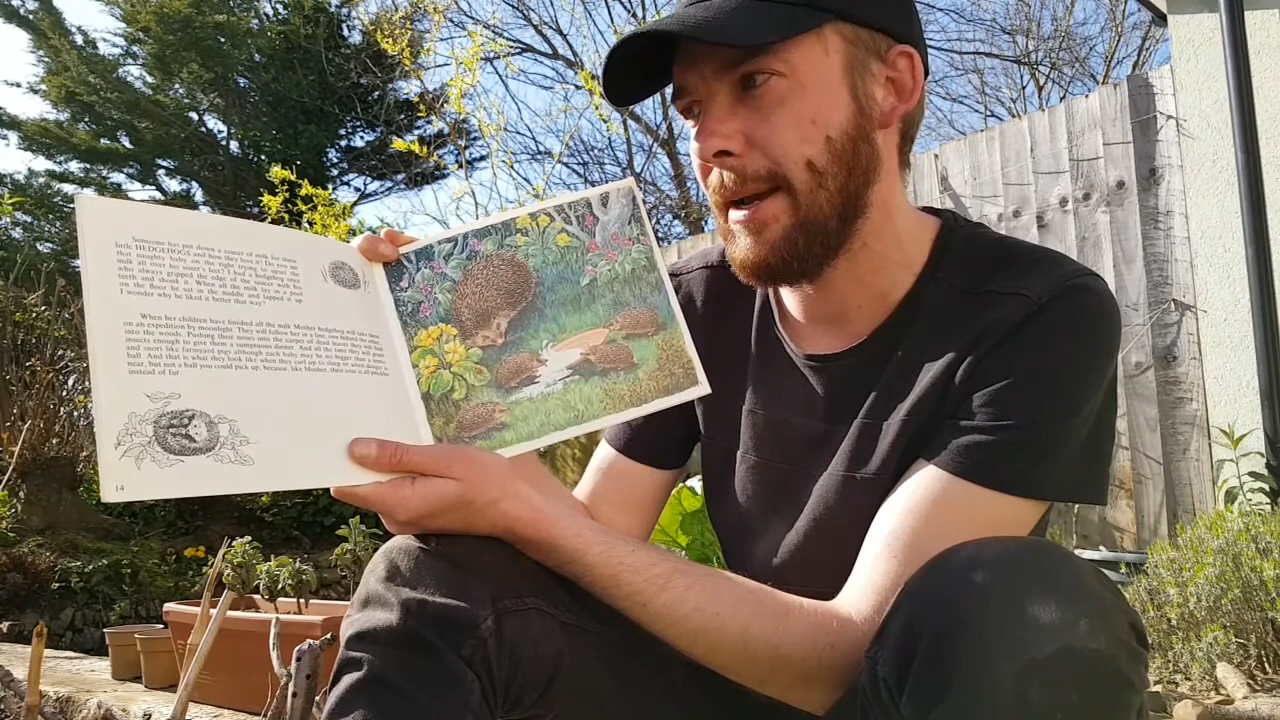 Someone has put down a saucer of milk for these
little HEDGEHOGS and how they love it! Do you see
that naughty baby on the right trying to upset the
milk all over his sister's feet? I had a hedgehog once
who always gripped the edge of the saucer with his
teeth and shook it. When all the milk lay in a pool
on the floor he sat in the middle and lapped it up
I wonder why he liked it better that way?
When her children have finished all the milk Mother hedgehog will take them
on an expedition by moonlight. They will follow her in a line, one behind the other,
into the woods. Pushing their noses into the carpet of dead leaves they will find
insects enough to give them a sumptuous dinner. And all the time they will grunt
and snort like farmyard pigs although each baby may be no bigger than a tennis
ball. And that is what they look like when they curl up to sleep or when danger is
near, but not a ball you could pick up, because, like Mother, their coat is all prickles
instead of fur.
14